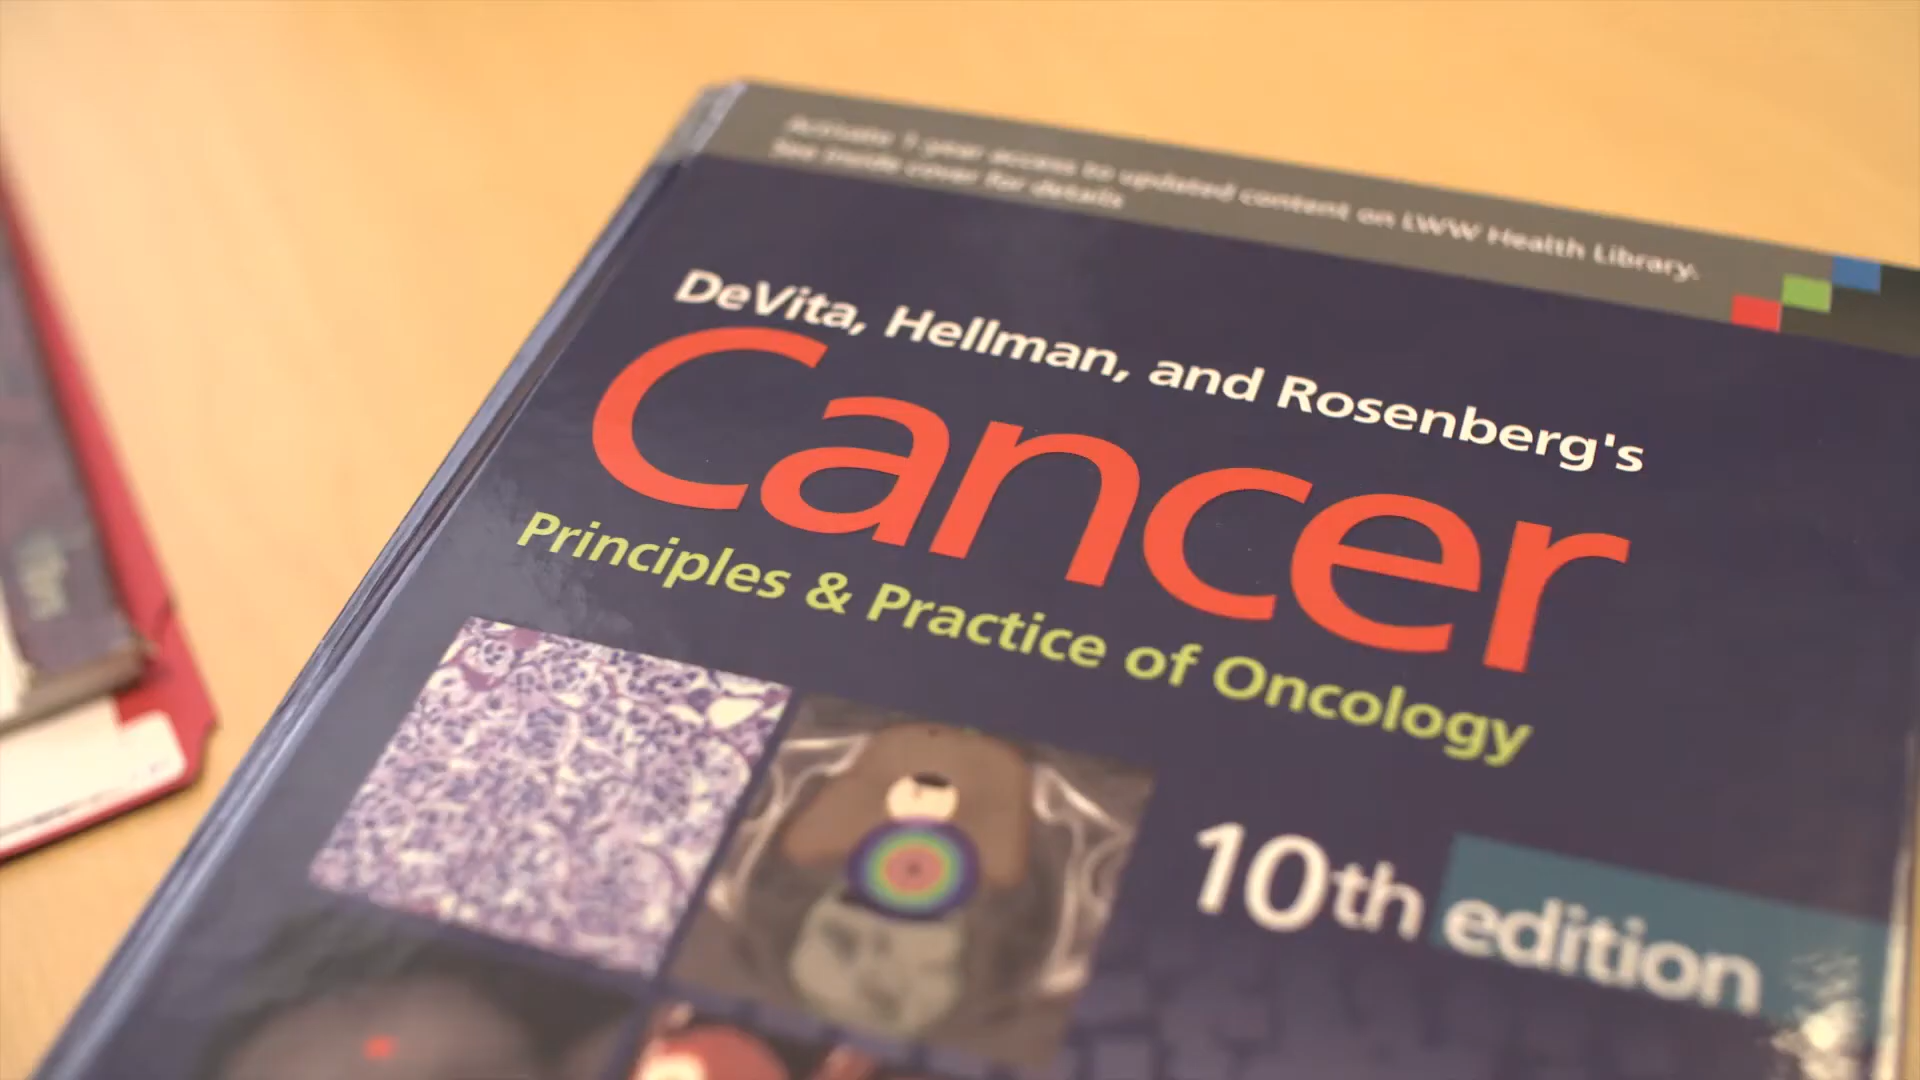 Activate 1 year access to updated content on LWW Health Library.
See inside cover for details
DeVita, Hellman, and Rosenberg's
Cancer
Principles & Practice of Oncology
10th edition